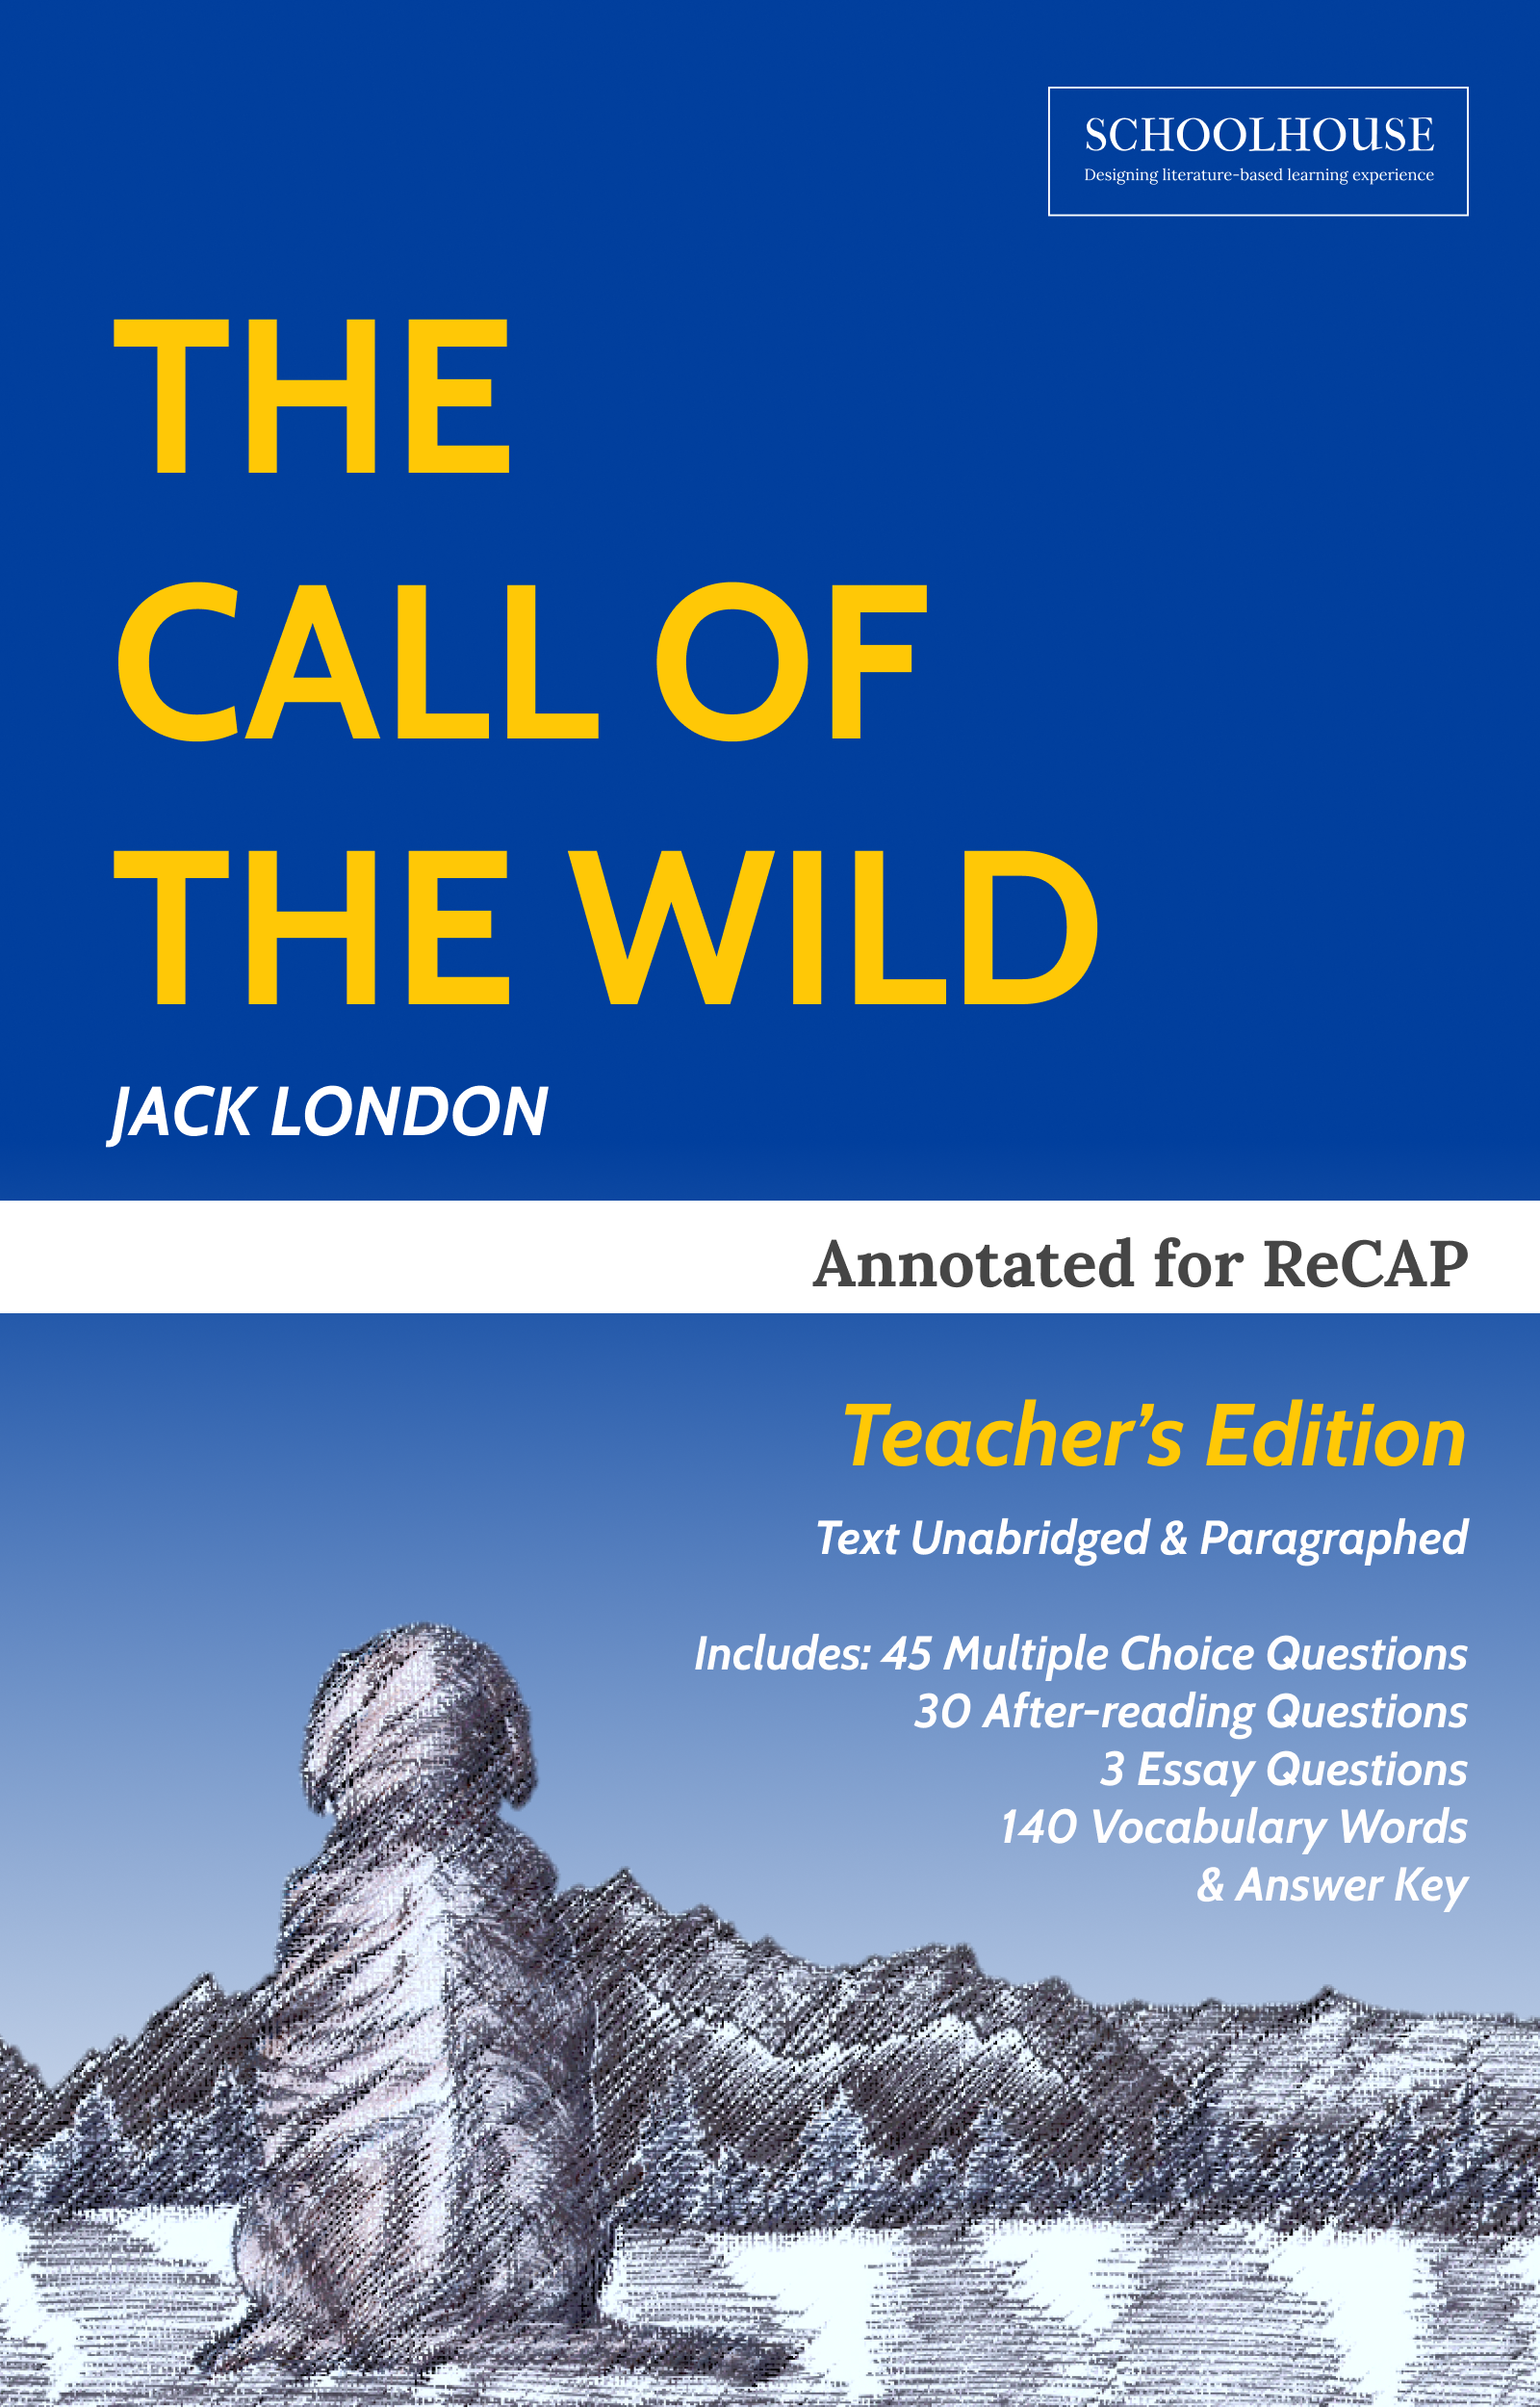 SCHOOLHOUSE
Designing literature-based learning experience
THE
CALL OF
THE WILD
JACK LONDON
Annotated for ReCAP
Teacher’s Edition
Text Unabridged & Paragraphed
Includes: 45 Multiple Choice Questions
30 After-reading Questions
3 Essay Questions
140 Vocabulary Words
& Answer Key